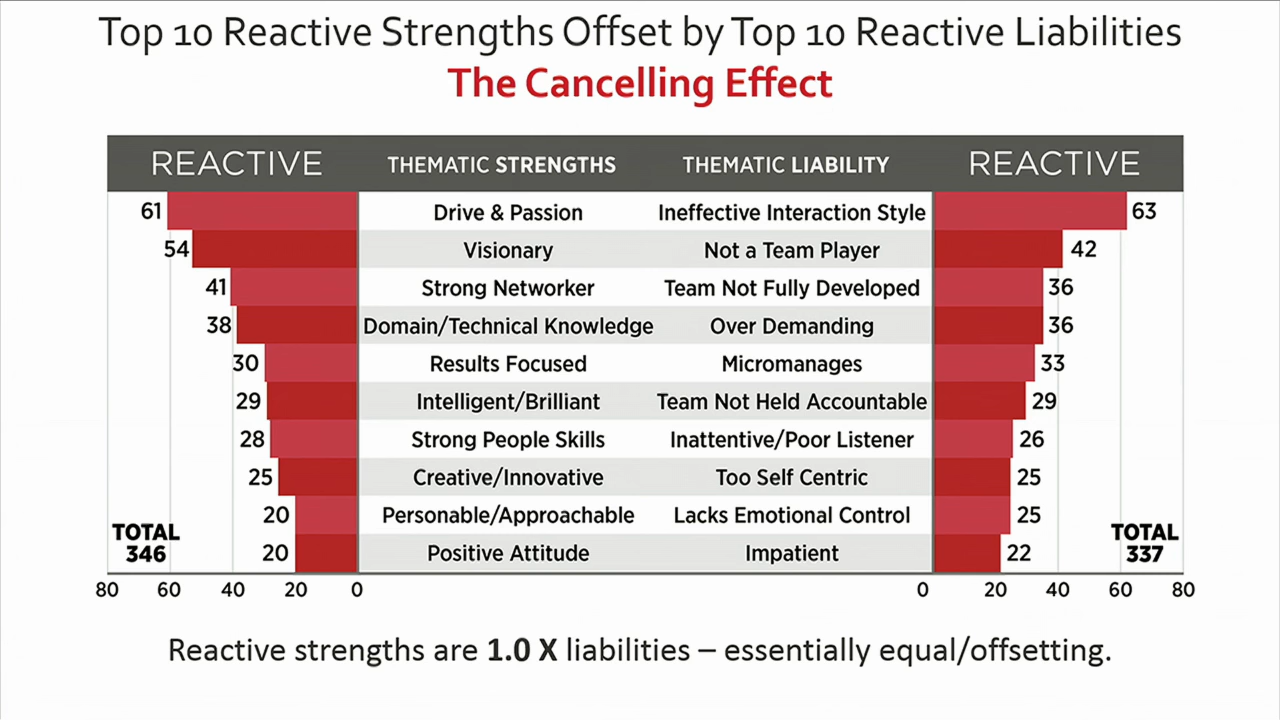 Top 10 Reactive Strengths Offset by Top 10 Reactive Liabilities
The Cancelling Effect
REACTIVE THEMATIC STRENGTHS THEMATIC LIABILITY REACTIVE
61 Drive & Passion Ineffective Interaction Style 63
54 Visionary Not a Team Player 42
41 Strong Networker Team Not Fully Developed 36
38 Domain/Technical Knowledge Over Demanding 36
30 Results Focused Micromanages 33
29 Intelligent/Brilliant Team Not Held Accountable 29
28 Strong People Skills Inattentive/Poor Listener 26
25 Creative/Innovative Too Self Centric 25
20 Personable/Approachable Lacks Emotional Control 25
20 Positive Attitude Impatient 22
TOTAL
346
TOTAL
337
80 60 40 20 0 0 20 40 60 80
Reactive strengths are 1.0 X liabilities – essentially equal/offsetting.